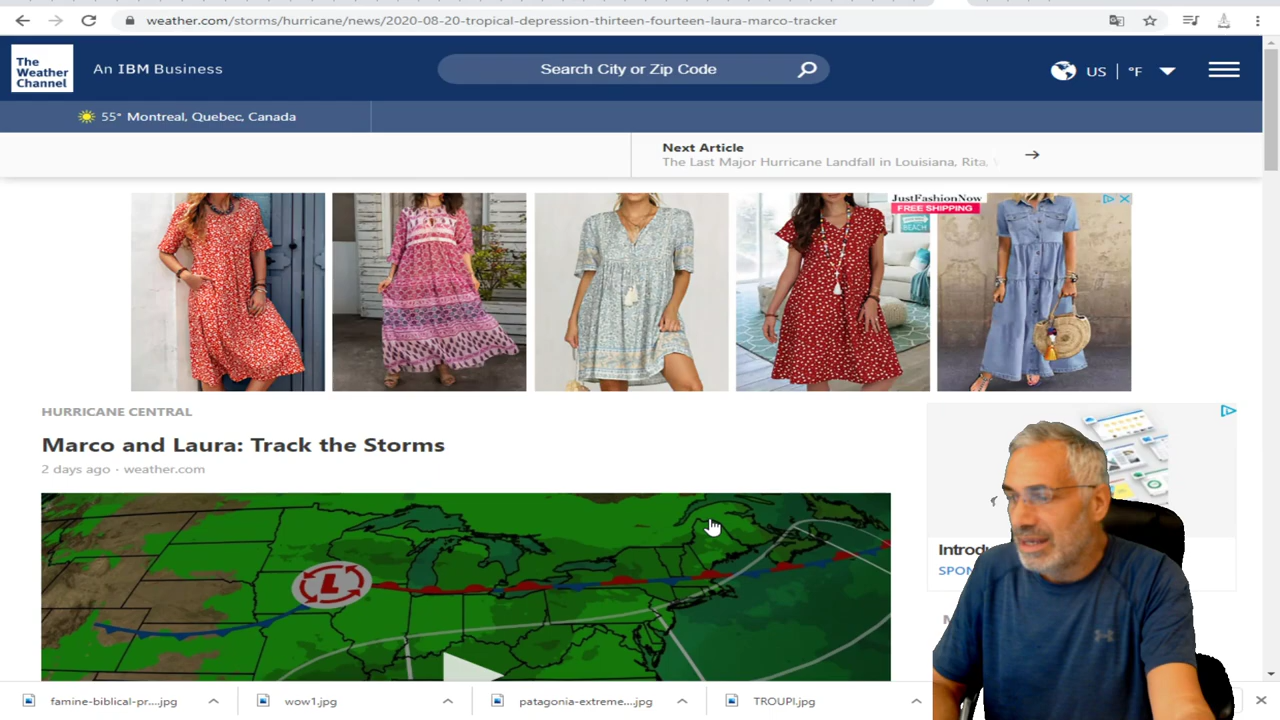 weather.com/storms/hurricane/news/2020-08-20-tropical-depression-thirteen-fourteen-laura-marco-tracker
The
Weather
Channel
An IBM Business
Search City or Zip Code
US | °F
55° Montreal, Quebec, Canada
Next Article
The Last Major Hurricane Landfall in Louisiana, Rita,
JustFashionNow
FREE SHIPPING
BEACH
HURRICANE CENTRAL
Marco and Laura: Track the Storms
2 days ago · weather.com
L
famine-biblical-pr....jpg
wow1.jpg
patagonia-extreme....jpg
TROUPI.jpg